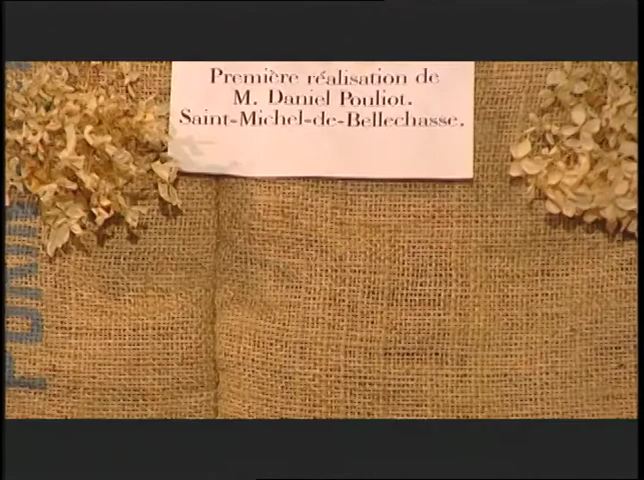 Première réalisation de
M. Daniel Pouliot.
Saint-Michel-de-Bellechasse.